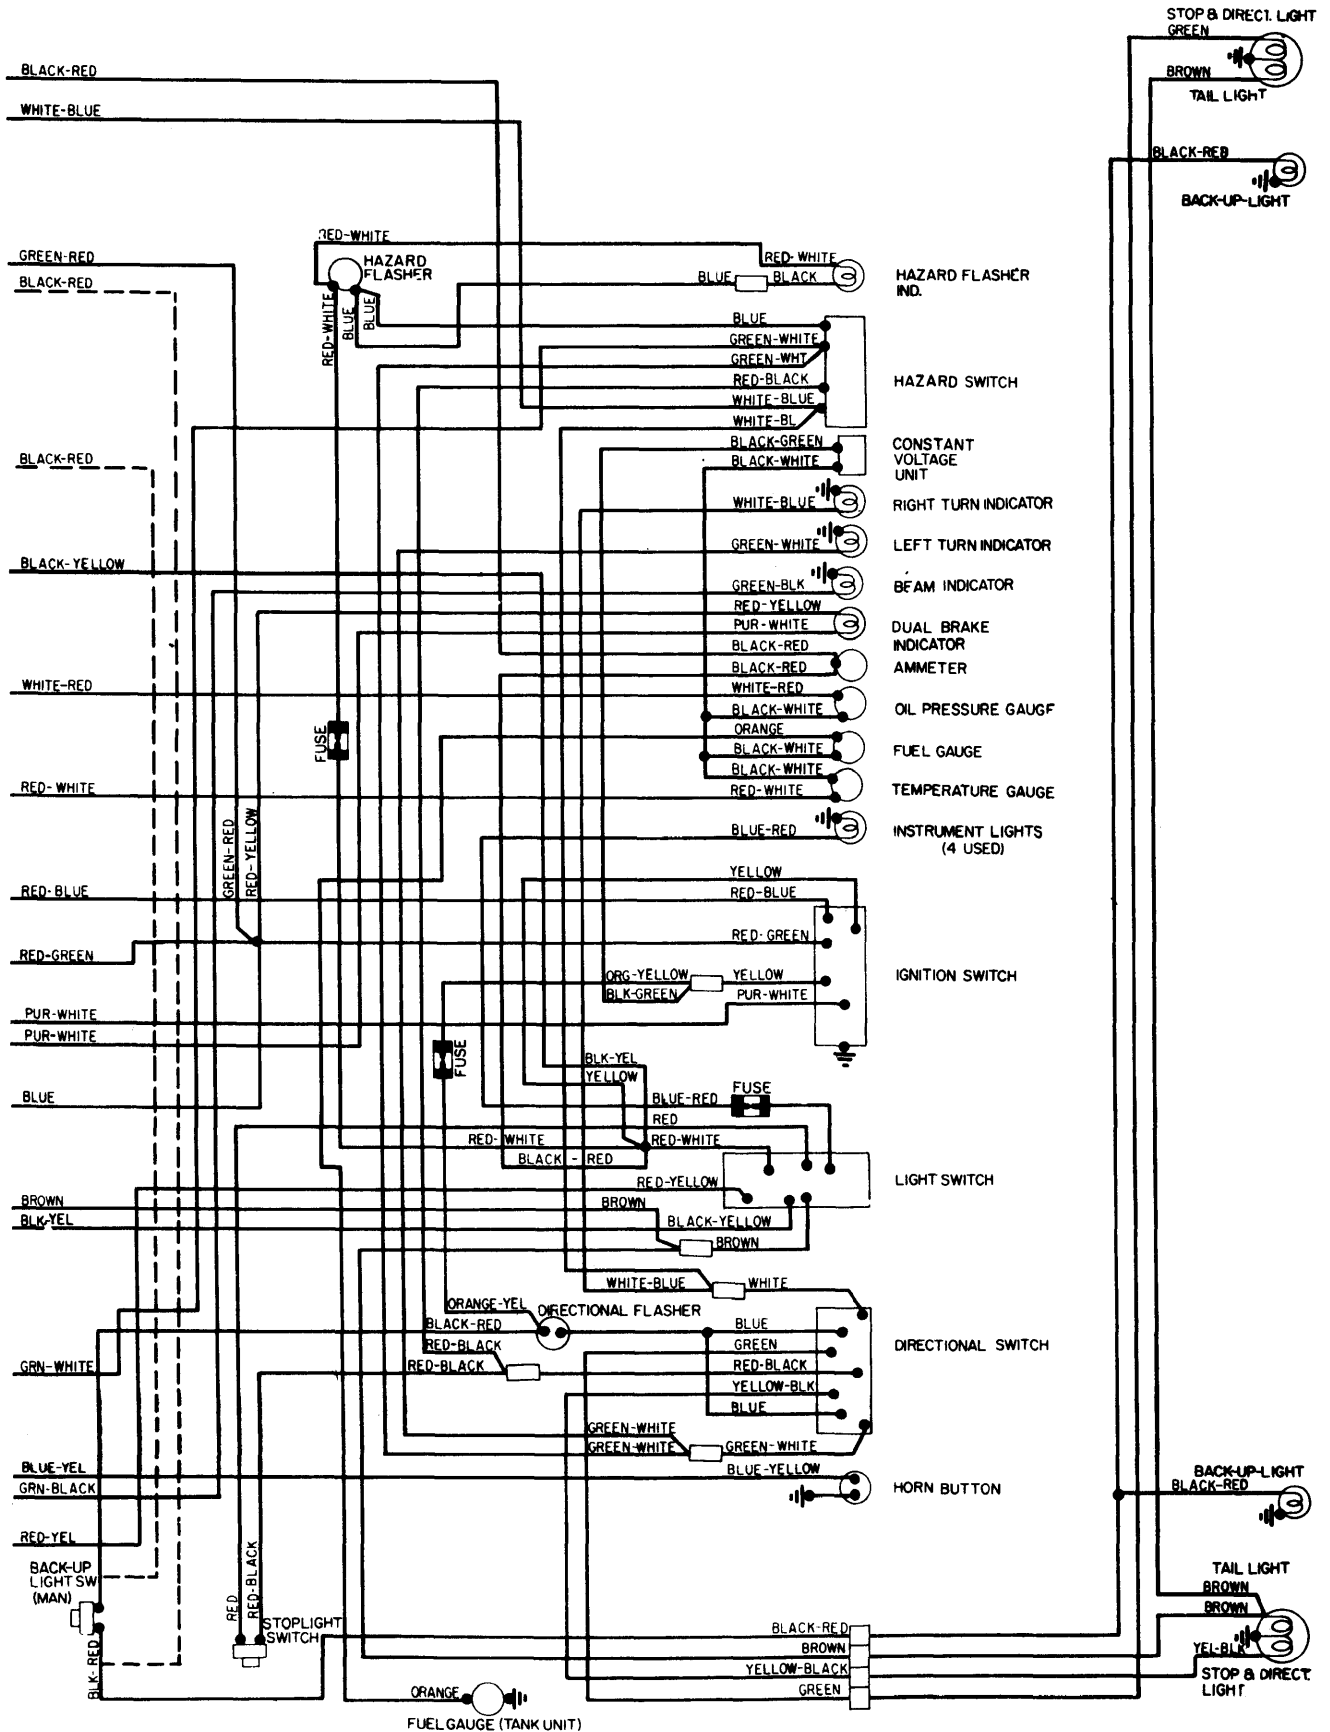 STOP & DIRECT. LIGHT
GREEN
BROWN
TAIL LIGHT
BLACK-RED
BACK-UP-LIGHT
BLACK-RED
WHITE-BLUE
RED-WHITE
HAZARD
FLASHER
GREEN-RED
BLACK-RED
RED-WHITE
BLUE
BLUE
RED-WHITE
BLUE
BLACK
HAZARD FLASHER
IND.
BLUE
GREEN-WHITE
GREEN-WHT
RED-BLACK
WHITE-BLUE
WHITE-BL
HAZARD SWITCH
BLACK-GREEN
BLACK-WHITE
CONSTANT
VOLTAGE
UNIT
BLACK-RED
WHITE-BLUE
RIGHT TURN INDICATOR
GREEN-WHITE
LEFT TURN INDICATOR
BLACK-YELLOW
GREEN-BLK
BEAM INDICATOR
RED-YELLOW
PUR-WHITE
DUAL BRAKE
INDICATOR
BLACK-RED
BLACK-RED
AMMETER
WHITE-RED
WHITE-RED
BLACK-WHITE
OIL PRESSURE GAUGE
FUSE
ORANGE
BLACK-WHITE
FUEL GAUGE
BLACK-WHITE
RED-WHITE
TEMPERATURE GAUGE
RED-WHITE
GREEN-RED
RED-YELLOW
BLUE-RED
INSTRUMENT LIGHTS
(4 USED)
YELLOW
RED-BLUE
RED-BLUE
RED-GREEN
RED-GREEN
ORG-YELLOW
YELLOW
BLK-GREEN
PUR-WHITE
IGNITION SWITCH
PUR-WHITE
PUR-WHITE
FUSE
BLK-YEL
YELLOW
BLUE
BLUE-RED
FUSE
RED
RED-WHITE
RED-WHITE
BLACK-RED
RED-YELLOW
LIGHT SWITCH
BROWN
BROWN
BLK-YEL
BLACK-YELLOW
BROWN
WHITE-BLUE
WHITE
ORANGE-YEL
DIRECTIONAL FLASHER
BLACK-RED
BLUE
RED-BLACK
GREEN
DIRECTIONAL SWITCH
GRN-WHITE
RED-BLACK
RED-BLACK
YELLOW-BLK
BLUE
GREEN-WHITE
GREEN-WHITE
GREEN-WHITE
BLUE-YEL
BLUE-YELLOW
GRN-BLACK
HORN BUTTON
BACK-UP-LIGHT
BLACK-RED
RED-YEL
BACK-UP
LIGHT SW
(MAN)
RED
RED-BLACK
STOPLIGHT
SWITCH
BLK-RED
TAIL LIGHT
BROWN
BROWN
BLACK-RED
BROWN
YEL-BLK
YELLOW-BLACK
GREEN
STOP & DIRECT.
LIGHT
ORANGE
FUEL GAUGE (TANK UNIT)